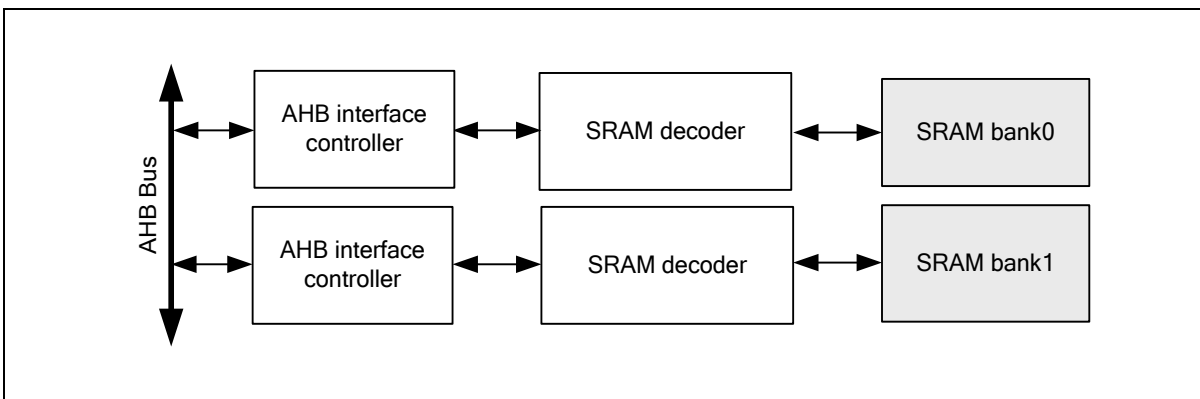 AHB Bus
AHB interface
controller
SRAM decoder
SRAM bank0
AHB interface
controller
SRAM decoder
SRAM bank1